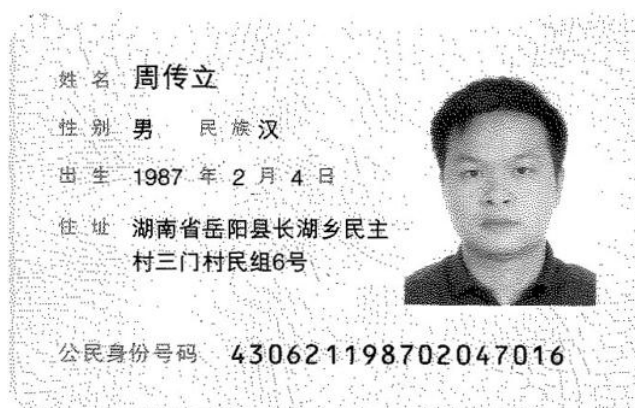 姓名 周传立
性别 男 民族 汉
出生 1987 年 2 月 4 日
住址 湖南省岳阳县长湖乡民主
村三门村民组6号
公民身份号码 430621198702047016